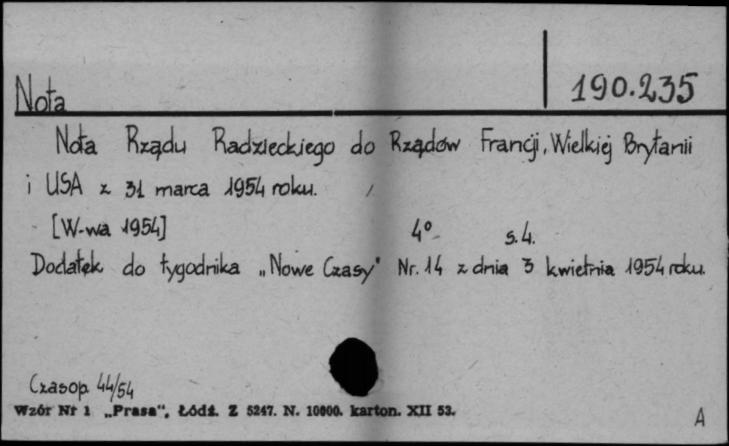 Nota
190.235
Nota Rządu Radzieckiego do Rządów Francji, Wielkiej Brytanii
i USA z 31 marca 1954 roku.
[W-wa 1954] 4° s.4.
Dodatek do tygodnika „Nowe Czasy" Nr. 14 z dnia 3 kwietnia 1954 roku.
Czasop. 44/54
Wzór Nr 1 „Prasa“, Łódź. Z 5247. N. 10000. karton. XII 53.
A